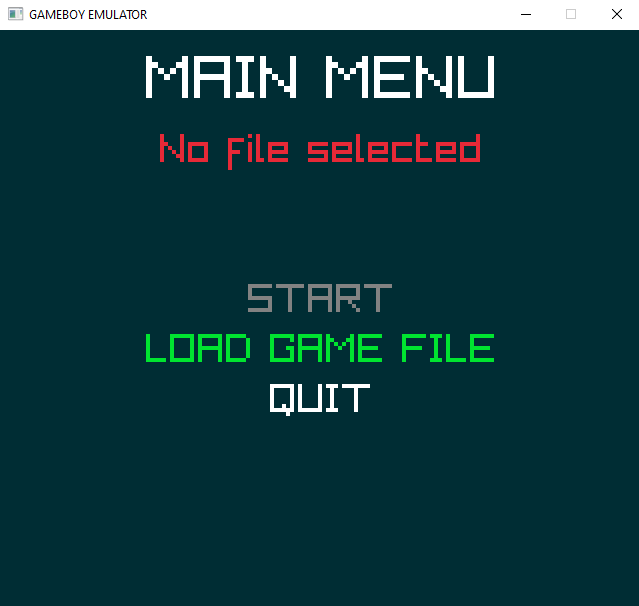 GAMEBOY EMULATOR
MAIN MENU
No file selected
START
LOAD GAME FILE
QUIT